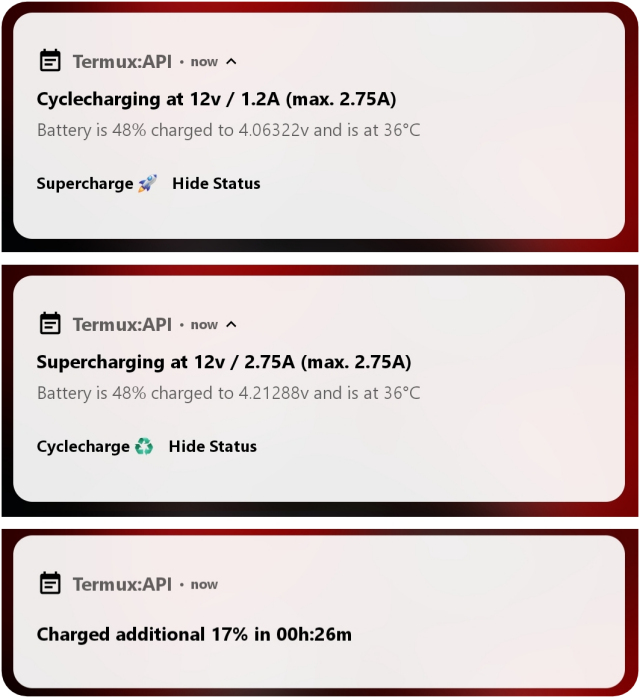 Termux:API • now
Cyclecharging at 12v / 1.2A (max. 2.75A)
Battery is 48% charged to 4.06322v and is at 36°C
Supercharge 🚀 Hide Status
Termux:API • now
Supercharging at 12v / 2.75A (max. 2.75A)
Battery is 48% charged to 4.21288v and is at 36°C
Cyclecharge ♻️ Hide Status
Termux:API • now
Charged additional 17% in 00h:26m